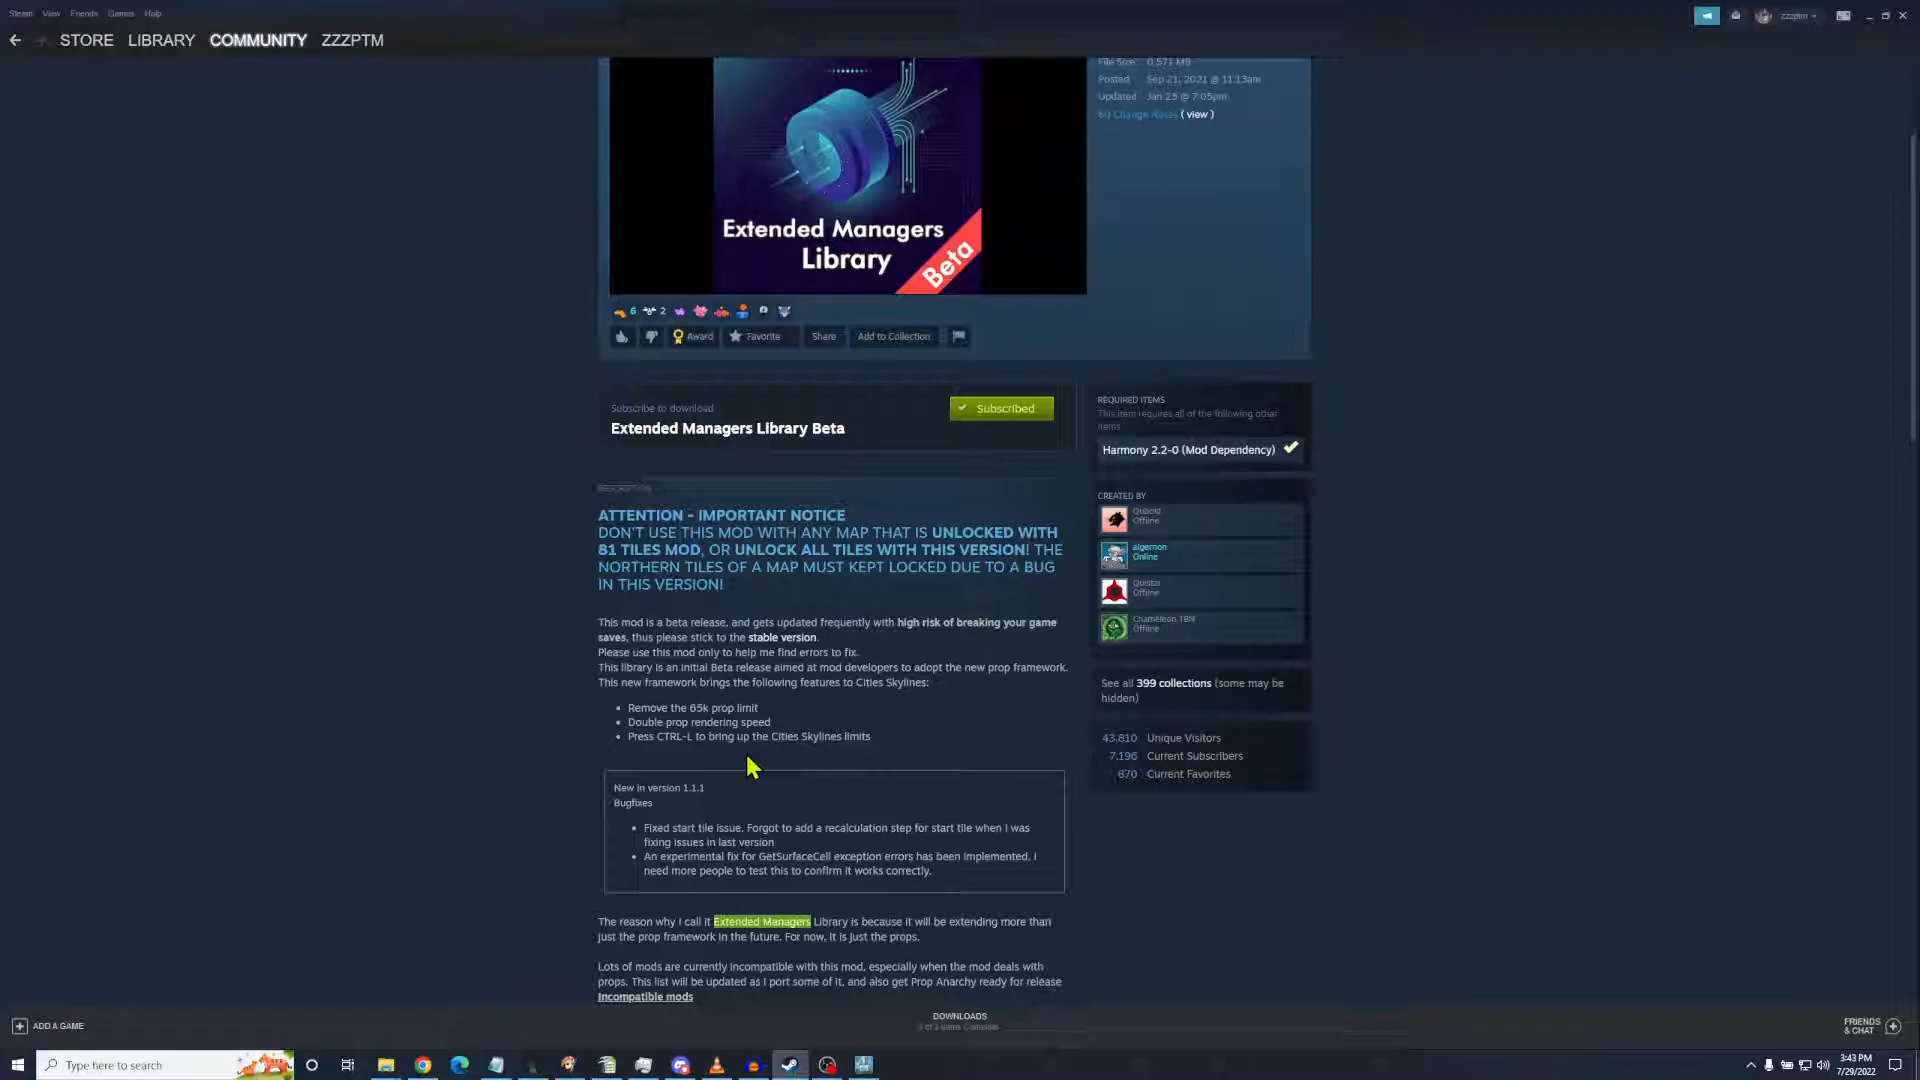 Steam View Friends Games Help
zzzptm
STORE LIBRARY COMMUNITY ZZZPTM
File Size: 0.571 MB
Posted Sep 21, 2021 @ 11:13am
Updated Jan 25 @ 7:05pm
60 Change Notes ( view )
Extended Managers
Library
Beta
6 2
Award Favorite Share Add to Collection
Subscribe to download
Extended Managers Library Beta
Subscribed
REQUIRED ITEMS
This item requires all of the following other
items
Harmony 2.2-0 (Mod Dependency)
CREATED BY
Quboid
Offline
algernon
Online
Quistar
Offline
Chamëleon TBN
Offline
See all 399 collections (some may be
hidden)
43,810 Unique Visitors
7,196 Current Subscribers
670 Current Favorites
DESCRIPTION
ATTENTION - IMPORTANT NOTICE
DON'T USE THIS MOD WITH ANY MAP THAT IS UNLOCKED WITH
81 TILES MOD, OR UNLOCK ALL TILES WITH THIS VERSION! THE
NORTHERN TILES OF A MAP MUST KEPT LOCKED DUE TO A BUG
IN THIS VERSION!
This mod is a beta release, and gets updated frequently with high risk of breaking your game
saves, thus please stick to the stable version.
Please use this mod only to help me find errors to fix.
This library is an initial Beta release aimed at mod developers to adopt the new prop framework.
This new framework brings the following features to Cities Skylines:
• Remove the 65k prop limit
• Double prop rendering speed
• Press CTRL-L to bring up the Cities Skylines limits
New in version 1.1.1
Bugfixes
• Fixed start tile issue. Forgot to add a recalculation step for start tile when I was
fixing issues in last version
• An experimental fix for GetSurfaceCell exception errors has been implemented. I
need more people to test this to confirm it works correctly.
The reason why I call it Extended Managers Library is because it will be extending more than
just the prop framework in the future. For now, it is just the props.
Lots of mods are currently incompatible with this mod, especially when the mod deals with
props. This list will be updated as I port some of it, and also get Prop Anarchy ready for release
Incompatible mods
ADD A GAME
DOWNLOADS
FRIENDS
& CHAT
Type here to search
3:43 PM
7/29/2022